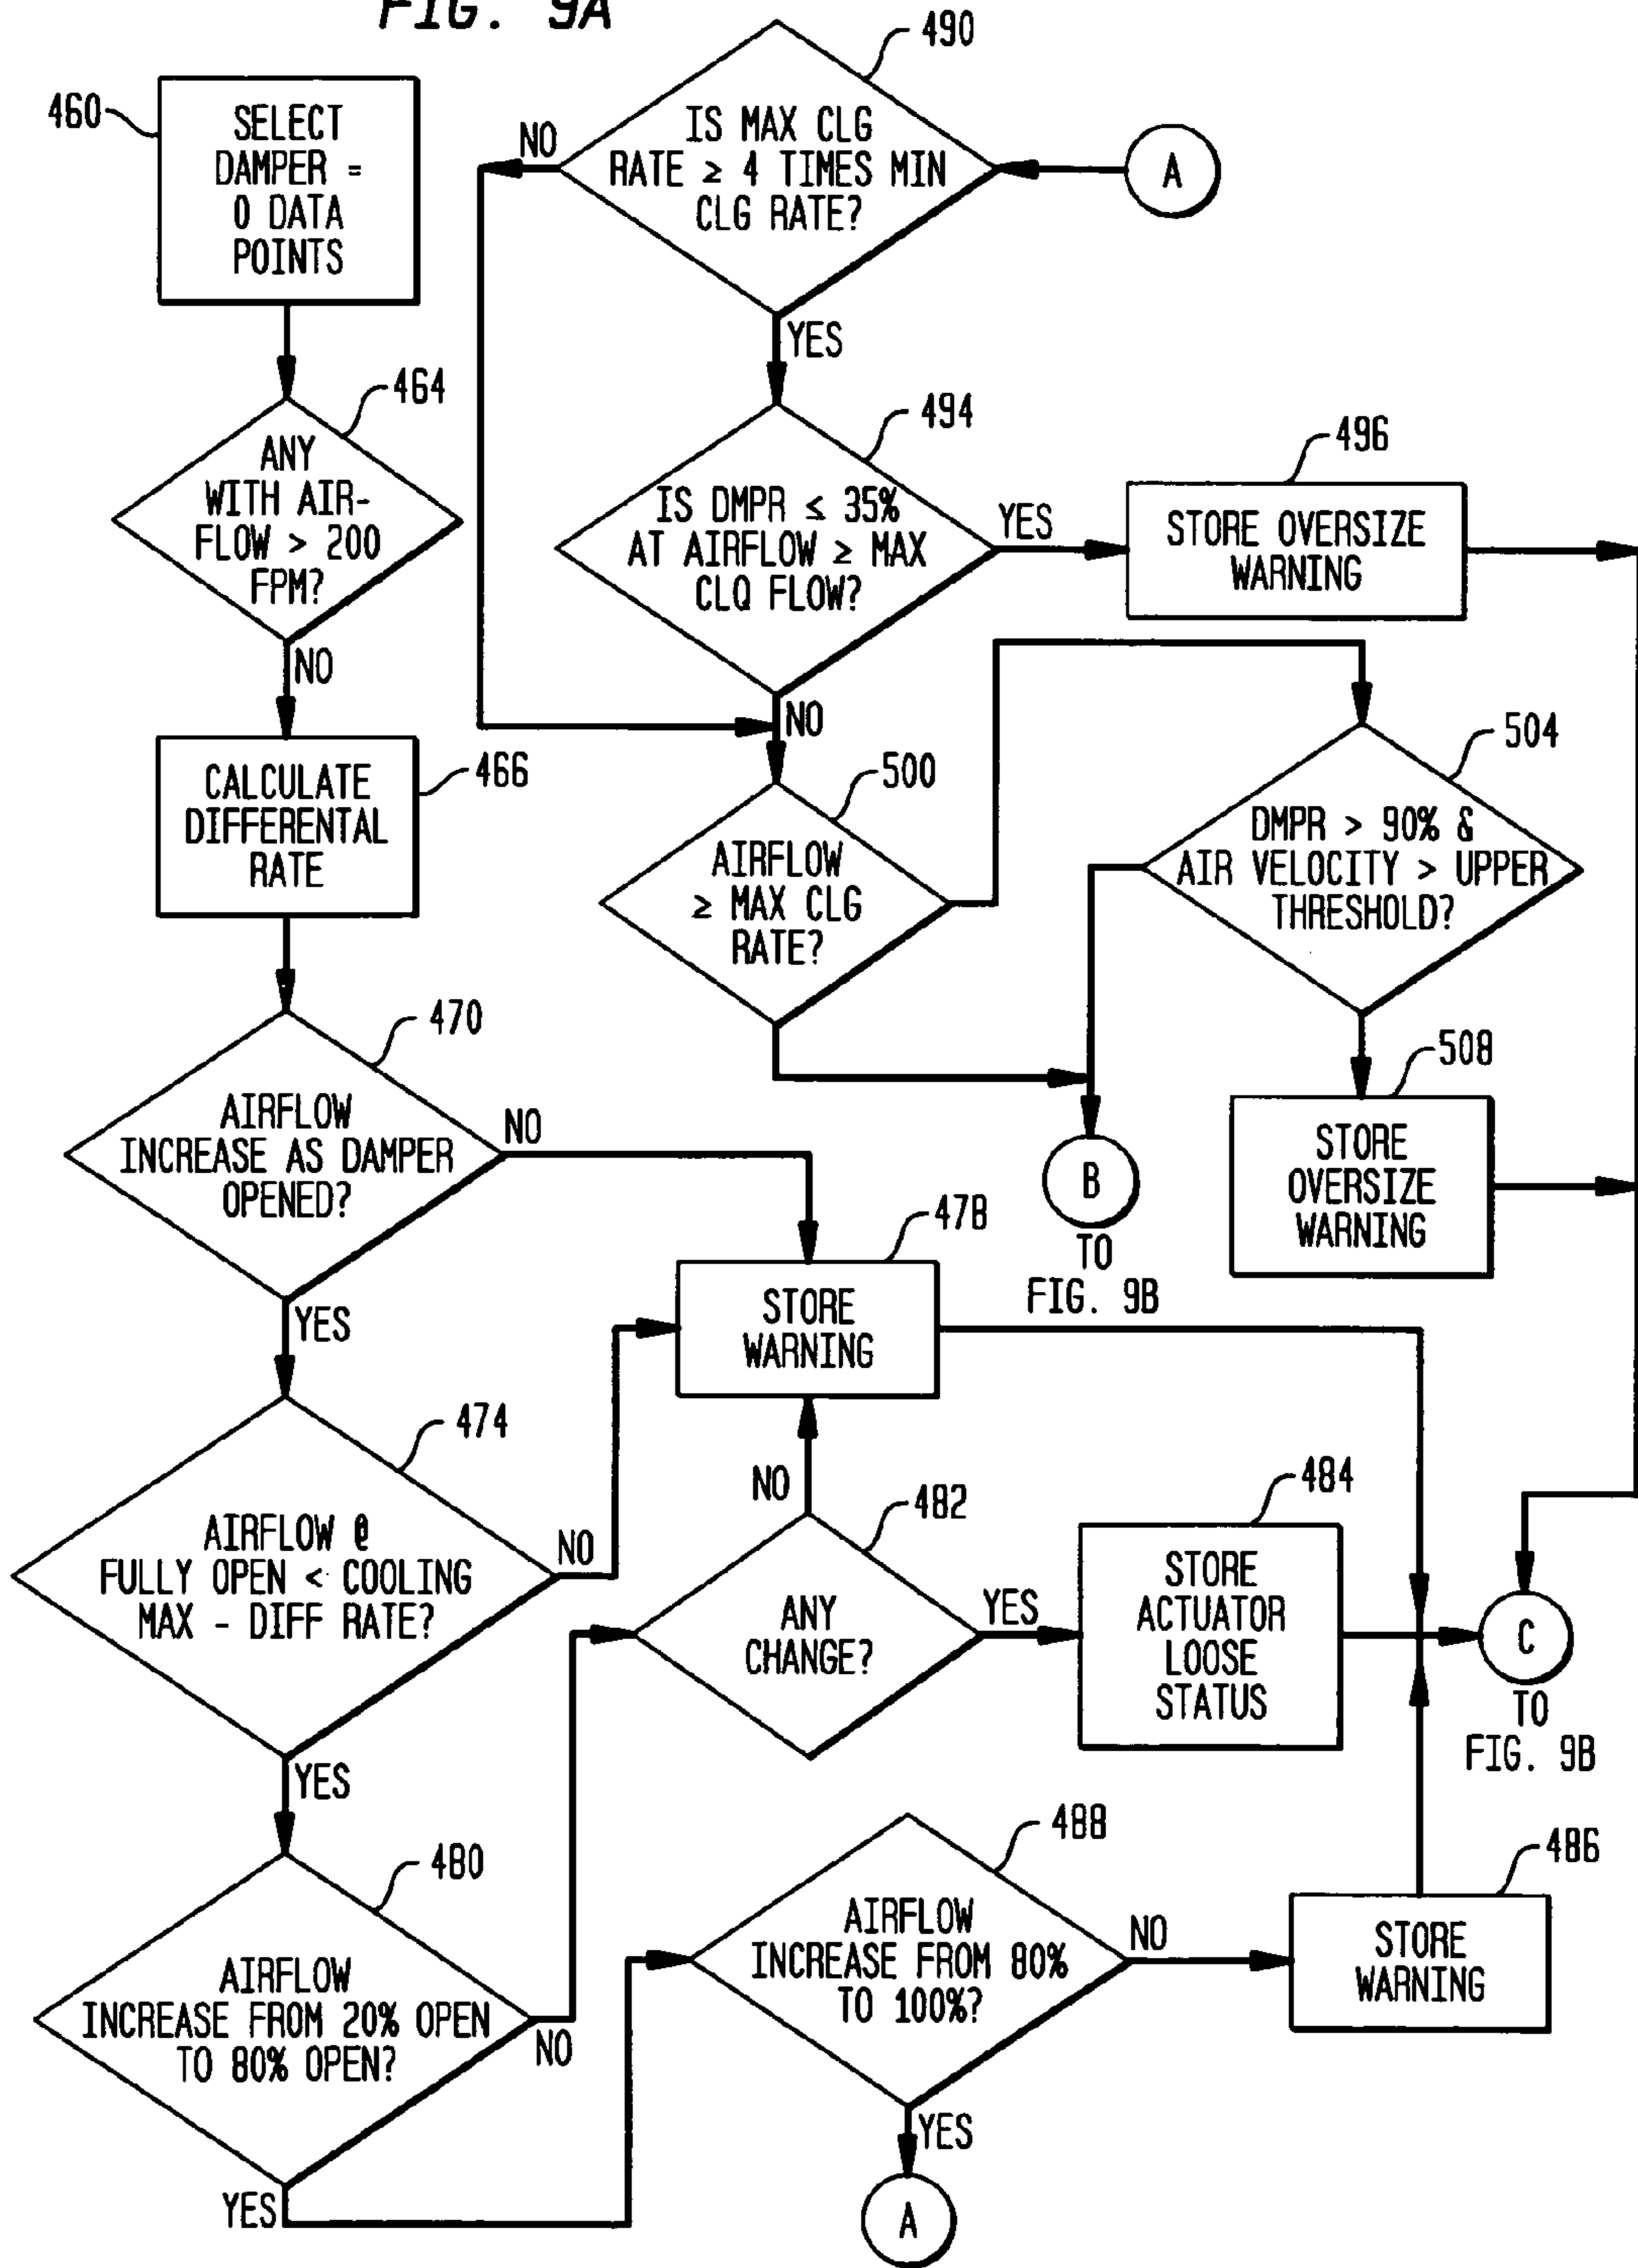 FIG. 9A
460
SELECT
DAMPER =
0 DATA
POINTS
464
ANY
WITH AIR-
FLOW > 200
FPM?
NO
CALCULATE
DIFFERENTAL
RATE
466
470
AIRFLOW
INCREASE AS DAMPER
OPENED?
NO
YES
474
AIRFLOW @
FULLY OPEN < COOLING
MAX - DIFF RATE?
NO
YES
480
AIRFLOW
INCREASE FROM 20% OPEN
TO 80% OPEN?
NO
YES
490
IS MAX CLG
RATE ≥ 4 TIMES MIN
CLG RATE?
NO
YES
A
494
IS DMPR ≤ 35%
AT AIRFLOW ≥ MAX
CLQ FLOW?
YES
NO
496
STORE OVERSIZE
WARNING
500
AIRFLOW
≥ MAX CLG
RATE?
504
DMPR > 90% &
AIR VELOCITY > UPPER
THRESHOLD?
508
STORE
OVERSIZE
WARNING
B
TO
FIG. 9B
478
STORE
WARNING
NO
482
ANY
CHANGE?
YES
484
STORE
ACTUATOR
LOOSE
STATUS
C
TO
FIG. 9B
488
AIRFLOW
INCREASE FROM 80%
TO 100%?
NO
YES
486
STORE
WARNING
A